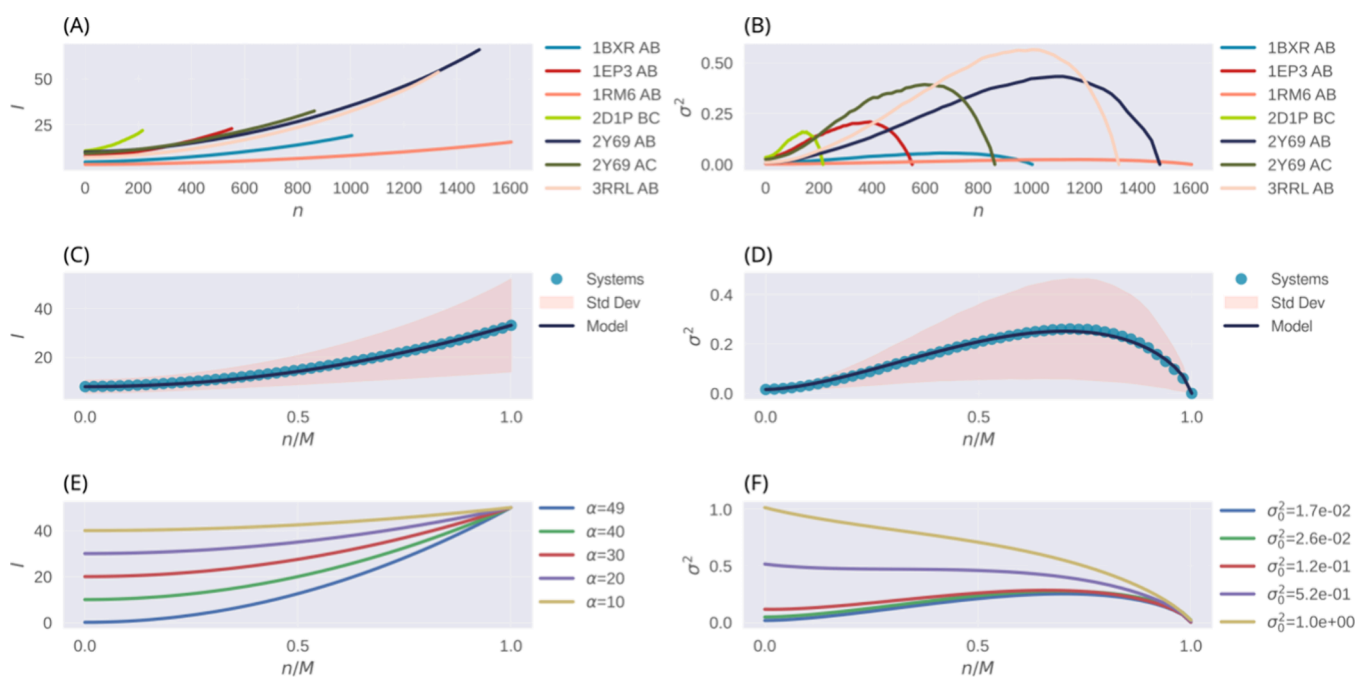 (A)
50
25
I
0 200 400 600 800 1000 1200 1400 1600
n
1BXR AB
1EP3 AB
1RM6 AB
2D1P BC
2Y69 AB
2Y69 AC
3RRL AB
(B)
0.50
0.25
0.00
σ²
0 200 400 600 800 1000 1200 1400 1600
n
1BXR AB
1EP3 AB
1RM6 AB
2D1P BC
2Y69 AB
2Y69 AC
3RRL AB
(C)
40
20
I
0.0 0.5 1.0
n/M
Systems
Std Dev
Model
(D)
0.4
0.2
0.0
σ²
0.0 0.5 1.0
n/M
Systems
Std Dev
Model
(E)
40
20
0
I
0.0 0.5 1.0
n/M
α=49
α=40
α=30
α=20
α=10
(F)
1.0
0.5
0.0
σ²
0.0 0.5 1.0
n/M
σ₀²=1.7e-02
σ₀²=2.6e-02
σ₀²=1.2e-01
σ₀²=5.2e-01
σ₀²=1.0e+00